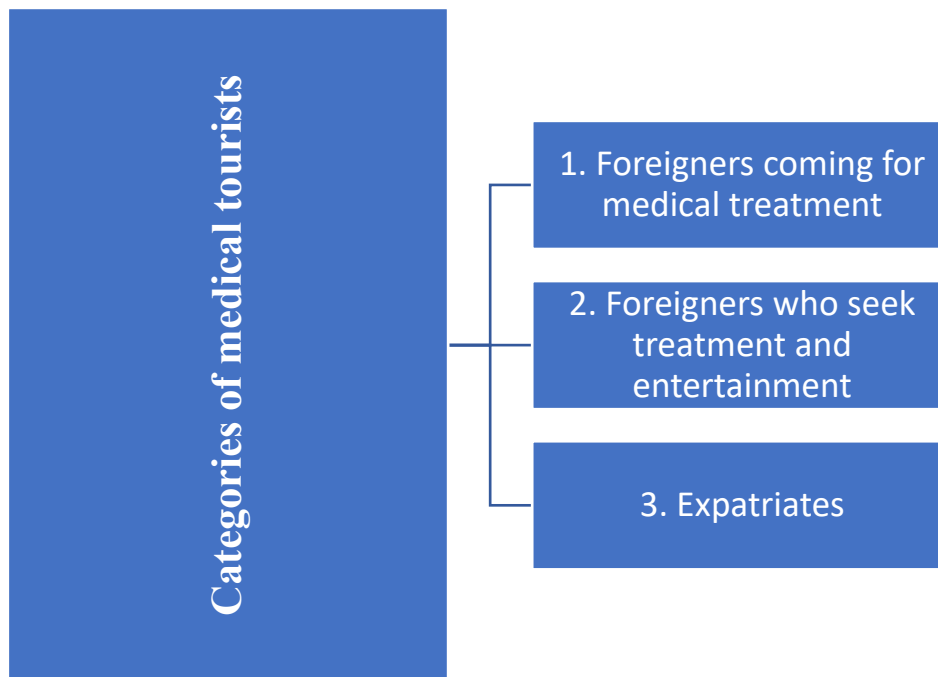 Categories of medical tourists
1. Foreigners coming for
medical treatment
2. Foreigners who seek
treatment and
entertainment
3. Expatriates